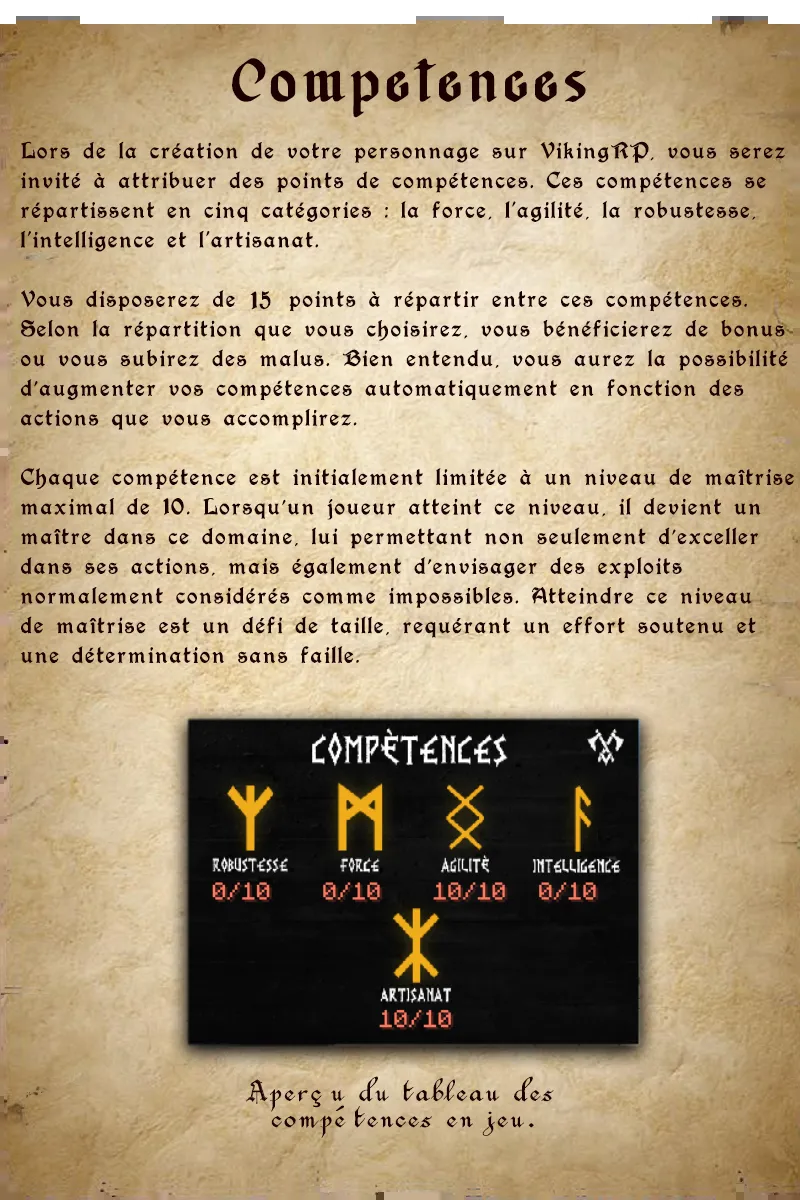 Competences
Lors de la création de votre personnage sur VikingRP, vous serez
invité à attribuer des points de compétences. Ces compétences se
répartissent en cinq catégories : la force, l'agilité, la robustesse,
l'intelligence et l'artisanat.
Vous disposerez de 15 points à répartir entre ces compétences.
Selon la répartition que vous choisirez, vous bénéficierez de bonus
ou vous subirez des malus. Bien entendu, vous aurez la possibilité
d'augmenter vos compétences automatiquement en fonction des
actions que vous accomplirez.
Chaque compétence est initialement limitée à un niveau de maîtrise
maximal de 10. Lorsqu'un joueur atteint ce niveau, il devient un
maître dans ce domaine, lui permettant non seulement d'exceller
dans ses actions, mais également d'envisager des exploits
normalement considérés comme impossibles. Atteindre ce niveau
de maîtrise est un défi de taille, requérant un effort soutenu et
une détermination sans faille.
COMPÈTENCES
ROBUSTESSE FORCE AGILITÈ INTELLIGENCE
0/10 0/10 10/10 0/10
ARTISANAT
10/10
Aperçu du tableau des
compétences en jeu.